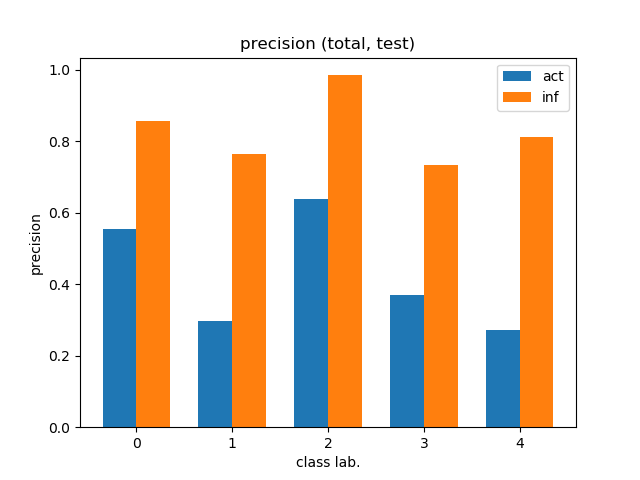 precision (total, test)
act
inf
precision
1.0
0.8
0.6
0.4
0.2
0.0
0 1 2 3 4
class lab.